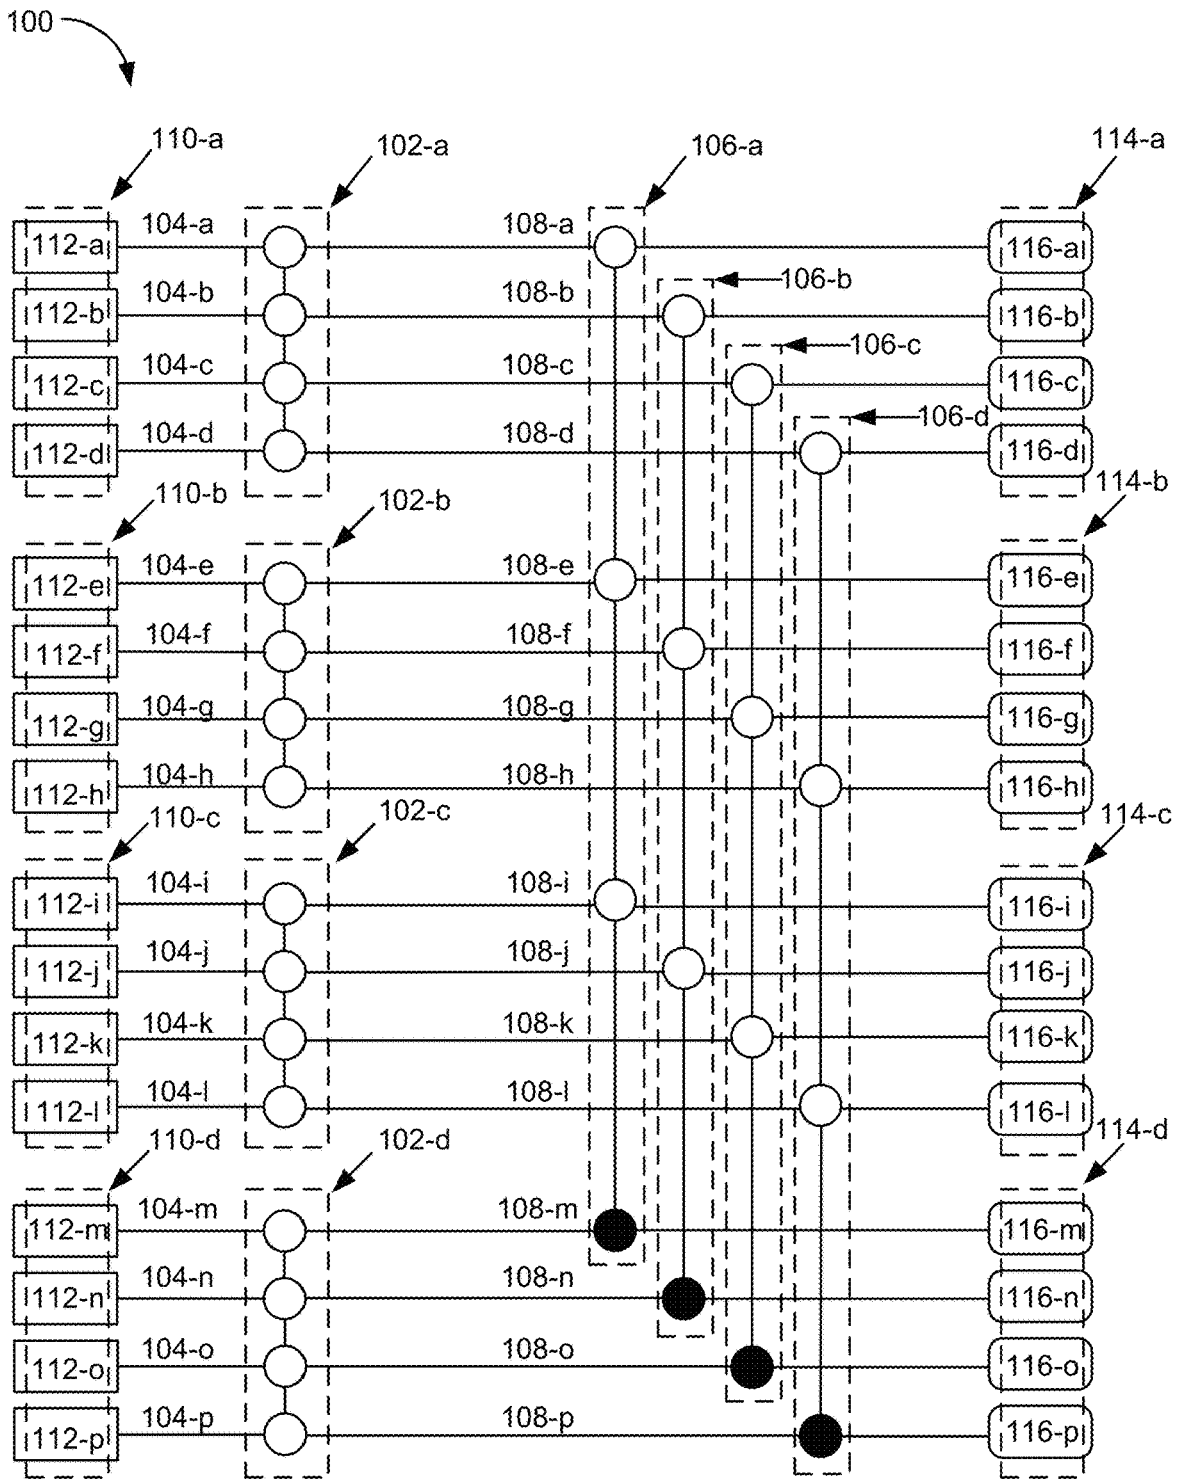 100
110-a 102-a 106-a 114-a
112-a 104-a 108-a 116-a
106-b
112-b 104-b 108-b 116-b
106-c
112-c 104-c 108-c 116-c
106-d
112-d 104-d 108-d 116-d
110-b 102-b 114-b
112-e 104-e 108-e 116-e
112-f 104-f 108-f 116-f
112-g 104-g 108-g 116-g
112-h 104-h 108-h 116-h
110-c 102-c 114-c
112-i 104-i 108-i 116-i
112-j 104-j 108-j 116-j
112-k 104-k 108-k 116-k
112-l 104-l 108-l 116-l
110-d 102-d 114-d
112-m 104-m 108-m 116-m
112-n 104-n 108-n 116-n
112-o 104-o 108-o 116-o
112-p 104-p 108-p 116-p